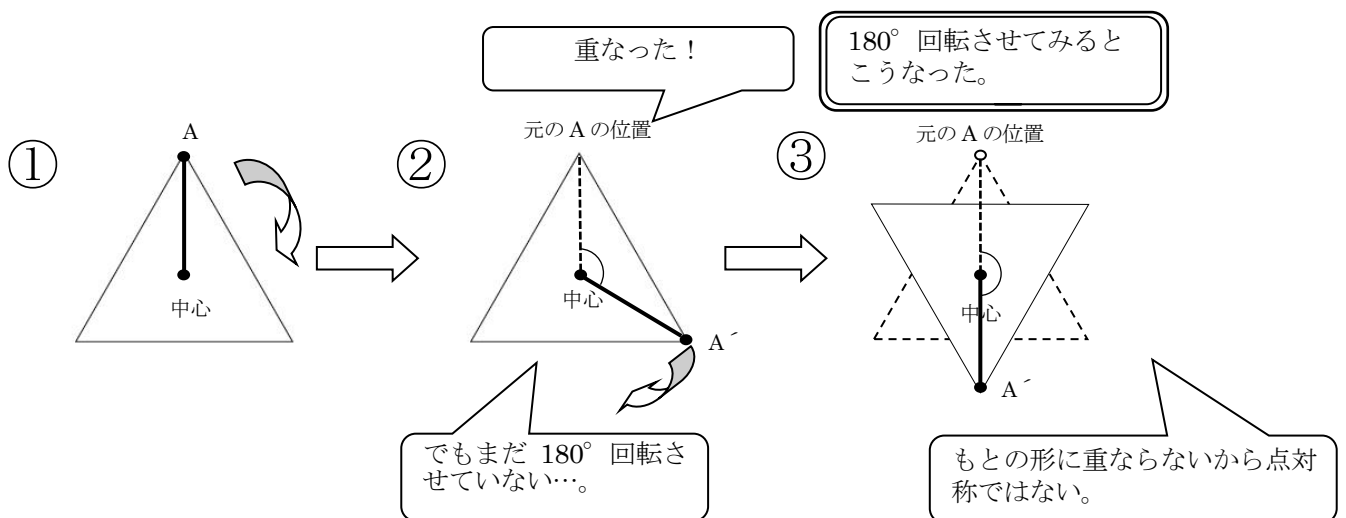 重なった！
180° 回転させてみると
こうなった。
①
A
中心
②
元の A の位置
中心
A´
でもまだ 180° 回転さ
せていない…。
③
元の A の位置
中心
A´
もとの形に重ならないから点対
称ではない。